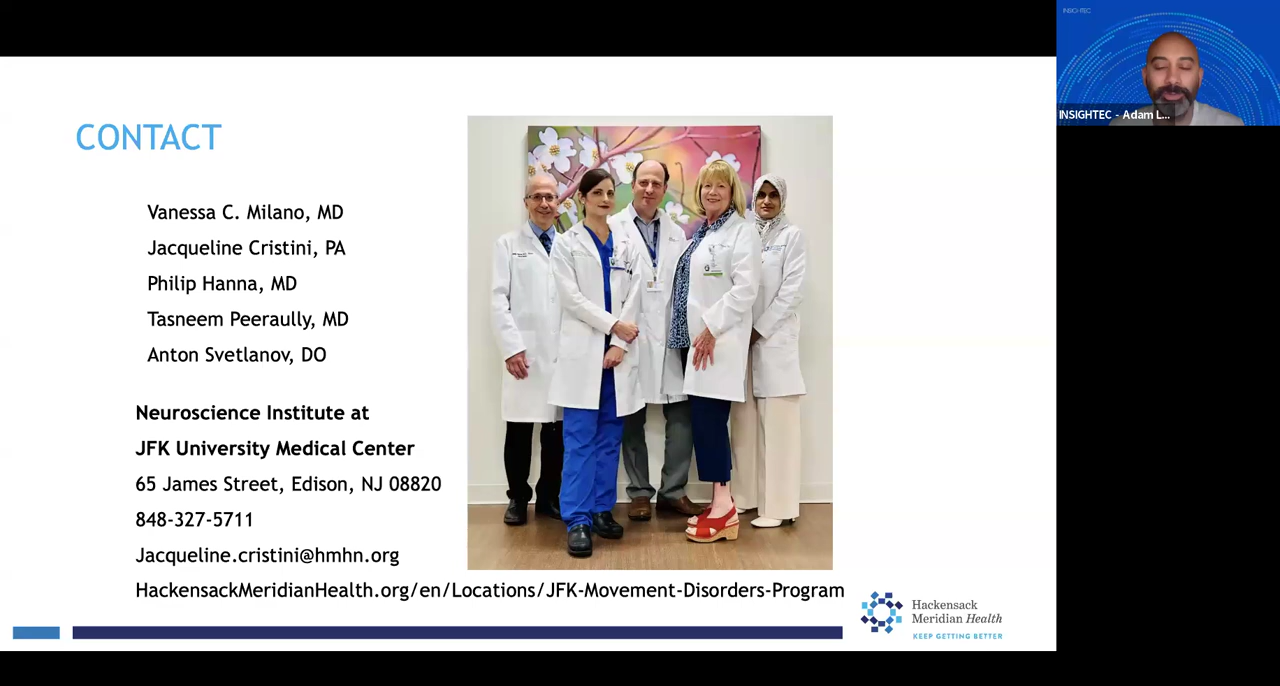 CONTACT
Vanessa C. Milano, MD
Jacqueline Cristini, PA
Philip Hanna, MD
Tasneem Peeraully, MD
Anton Svetlanov, DO
Neuroscience Institute at
JFK University Medical Center
65 James Street, Edison, NJ 08820
848-327-5711
Jacqueline.cristini@hmhn.org
HackensackMeridianHealth.org/en/Locations/JFK-Movement-Disorders-Program
Hackensack
Meridian Health
KEEP GETTING BETTER
INSIGHTEC
INSIGHTEC - Adam L...